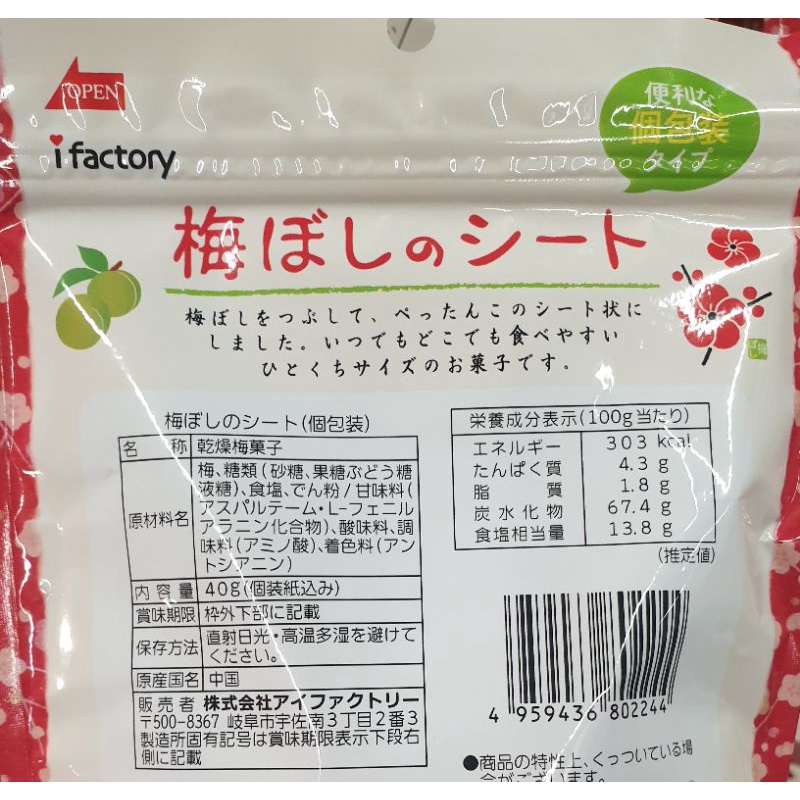 OPEN
i factory
便利な
個包装
タイプ
梅ぼしのシート
梅ぼしをつぶして、ぺったんこのシート状に
しました。いつでもどこでも食べやすい
ひとくちサイズのお菓子です。
梅ぼし
梅ぼしのシート(個包装)
名称 乾燥梅菓子
原材料名 梅、糖類(砂糖、果糖ぶどう糖
液糖)、食塩、でん粉/甘味料(
アスパルテーム・L-フェニル
アラニン化合物)、酸味料、調
味料(アミノ酸)、着色料(アン
トシアニン)
内容量 40g(個装紙込み)
賞味期限 枠外下部に記載
保存方法 直射日光・高温多湿を避けて
ください。
原産国名 中国
販売者 株式会社アイファクトリー
〒500-8367 岐阜市宇佐南3丁目2番3
製造所固有記号は賞味期限表示下段右
側に記載
栄養成分表示(100g当たり)
エネルギー 303 kcal
たんぱく質 4.3 g
脂質 1.8 g
炭水化物 67.4 g
食塩相当量 13.8 g
(推定値)
4 959436 802244
●商品の特性上、くっついている場
合がございます。